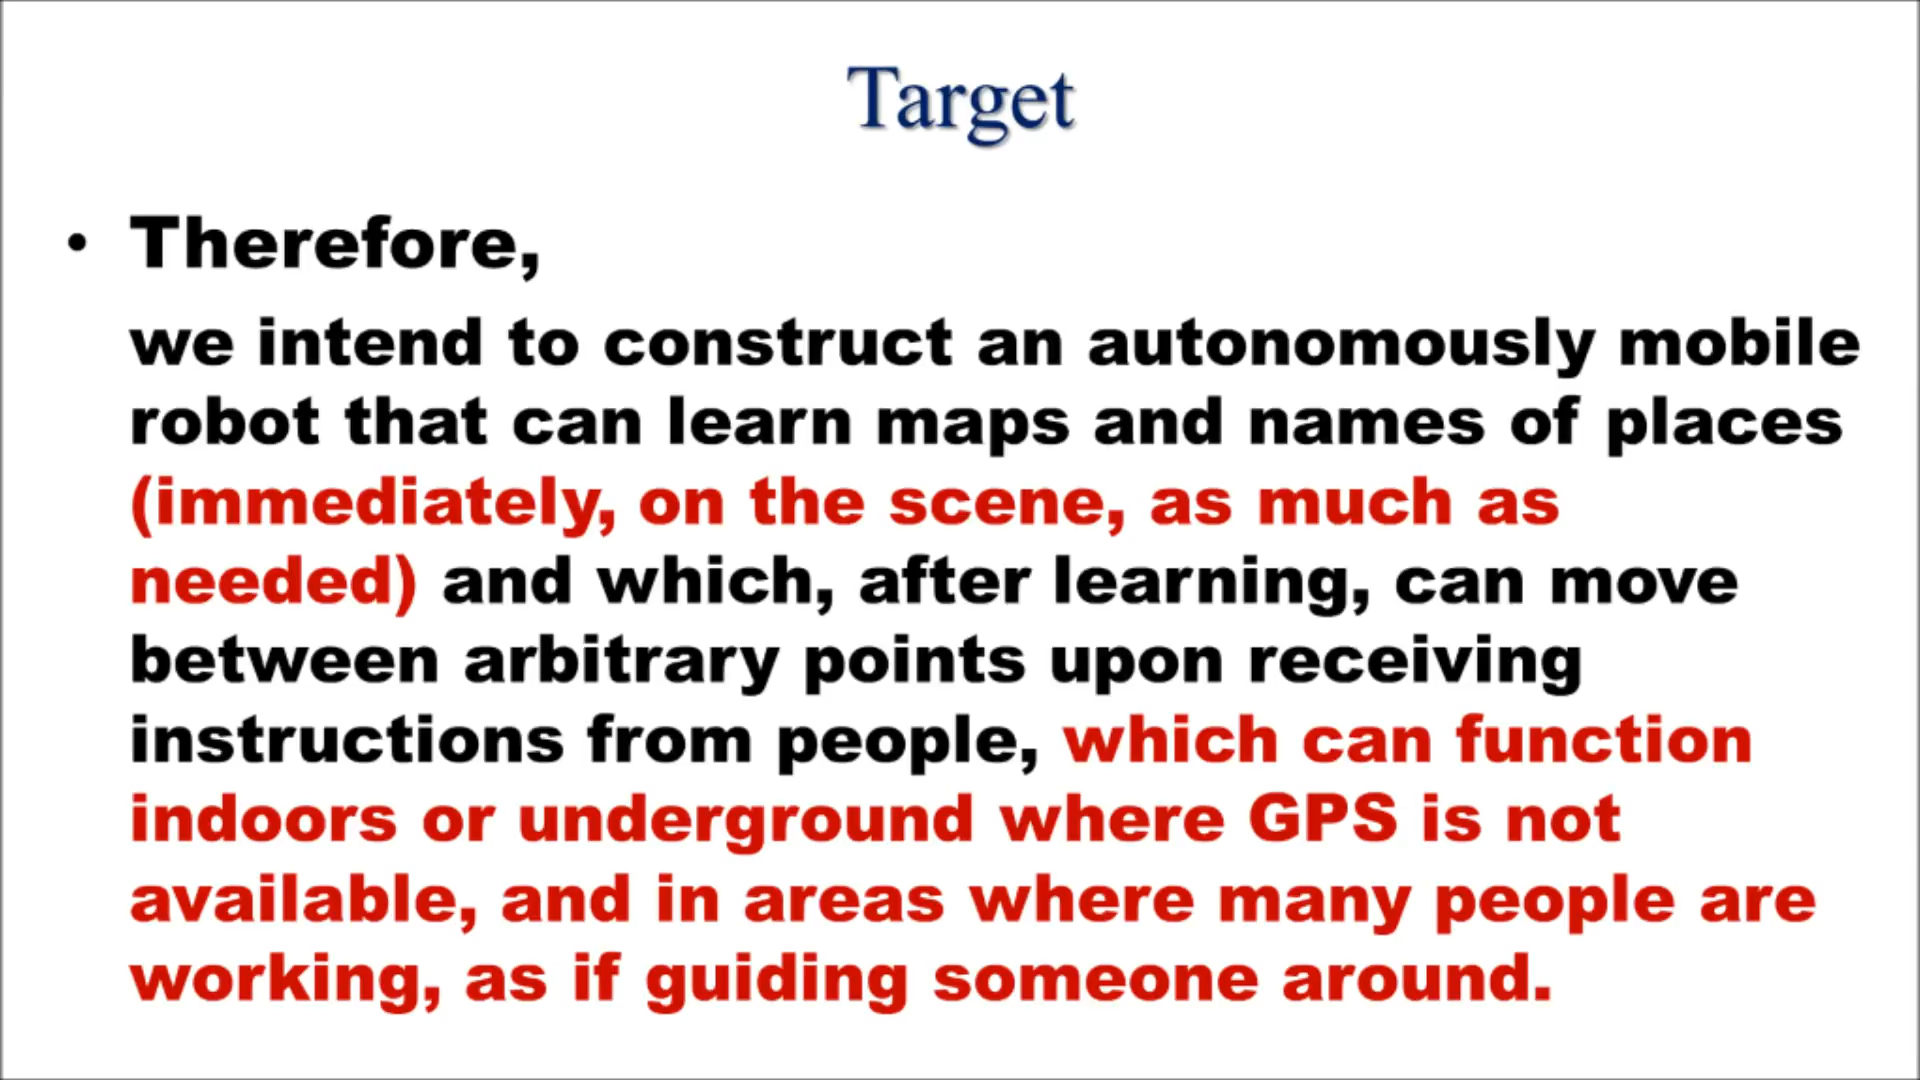 Target
• Therefore,
we intend to construct an autonomously mobile
robot that can learn maps and names of places
(immediately, on the scene, as much as
needed) and which, after learning, can move
between arbitrary points upon receiving
instructions from people, which can function
indoors or underground where GPS is not
available, and in areas where many people are
working, as if guiding someone around.